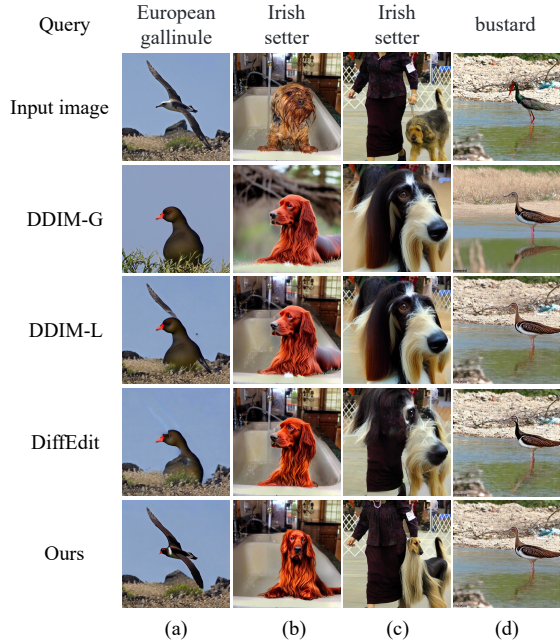 Query
European gallinule
Irish setter
Irish setter
bustard
Input image
DDIM-G
DDIM-L
DiffEdit
Ours
(a)
(b)
(c)
(d)